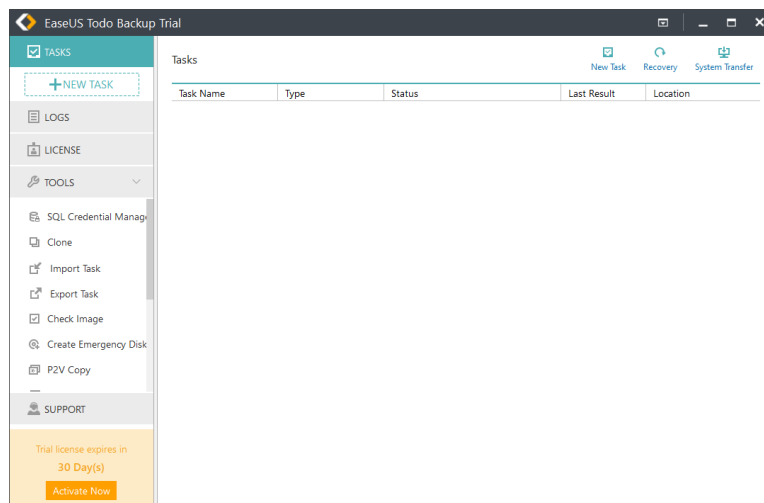 EaseUS Todo Backup Trial
TASKS
NEW TASK
LOGS
LICENSE
TOOLS
SQL Credential Manag
Clone
Import Task
Export Task
Check Image
Create Emergency Disk
P2V Copy
SUPPORT
Trial license expires in
30 Day(s)
Activate Now
Tasks
New Task
Recovery
System Transfer
Task Name
Type
Status
Last Result
Location